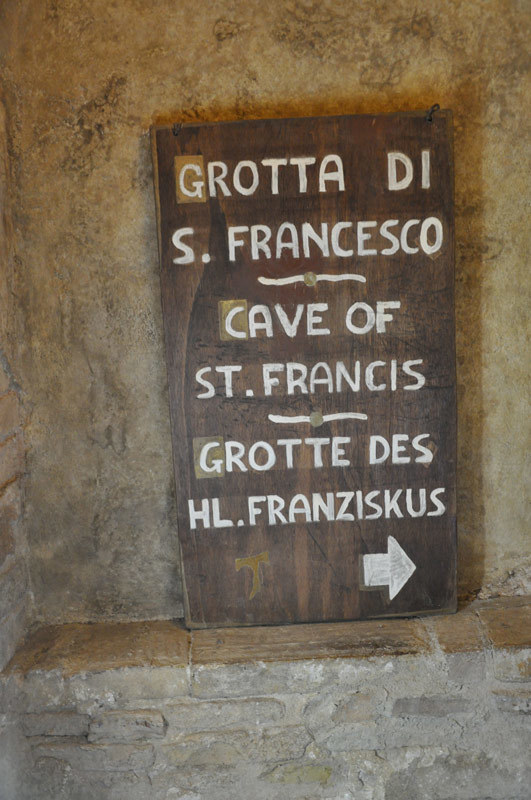 GROTTA DI
S. FRANCESCO
CAVE OF
ST. FRANCIS
GROTTE DES
HL. FRANZISKUS